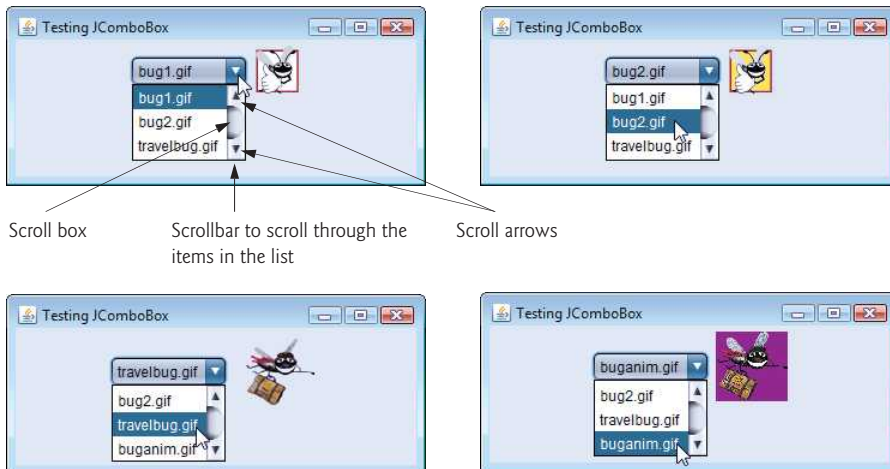 Testing JComboBox
bug1.gif
bug1.gif
bug2.gif
travelbug.gif
Testing JComboBox
bug2.gif
bug1.gif
bug2.gif
travelbug.gif
Scroll box
Scrollbar to scroll through the
items in the list
Scroll arrows
Testing JComboBox
travelbug.gif
bug2.gif
travelbug.gif
buganim.gif
Testing JComboBox
buganim.gif
bug2.gif
travelbug.gif
buganim.gif